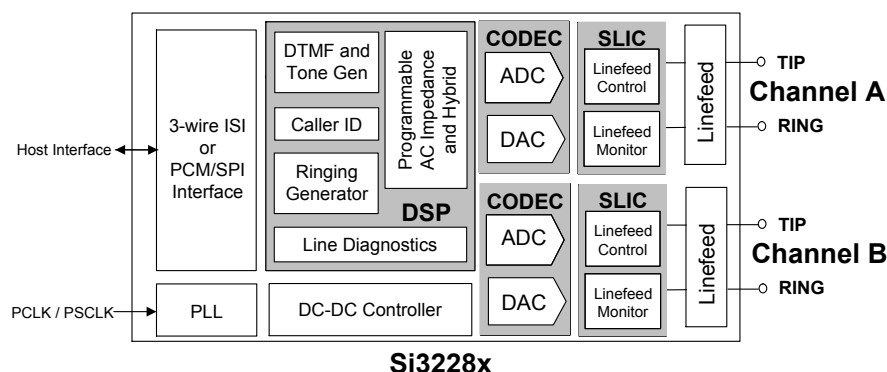 Host Interface
PCLK / PSCLK
3-wire ISI
or
PCM/SPI
Interface
PLL
DTMF and
Tone Gen
Caller ID
Ringing
Generator
Programmable
AC Impedance
and Hybrid
DSP
Line Diagnostics
DC-DC Controller
CODEC
ADC
DAC
SLIC
Linefeed
Control
Linefeed
Monitor
Linefeed
TIP
Channel A
RING
CODEC
ADC
DAC
SLIC
Linefeed
Control
Linefeed
Monitor
Linefeed
TIP
Channel B
RING
Si3228x